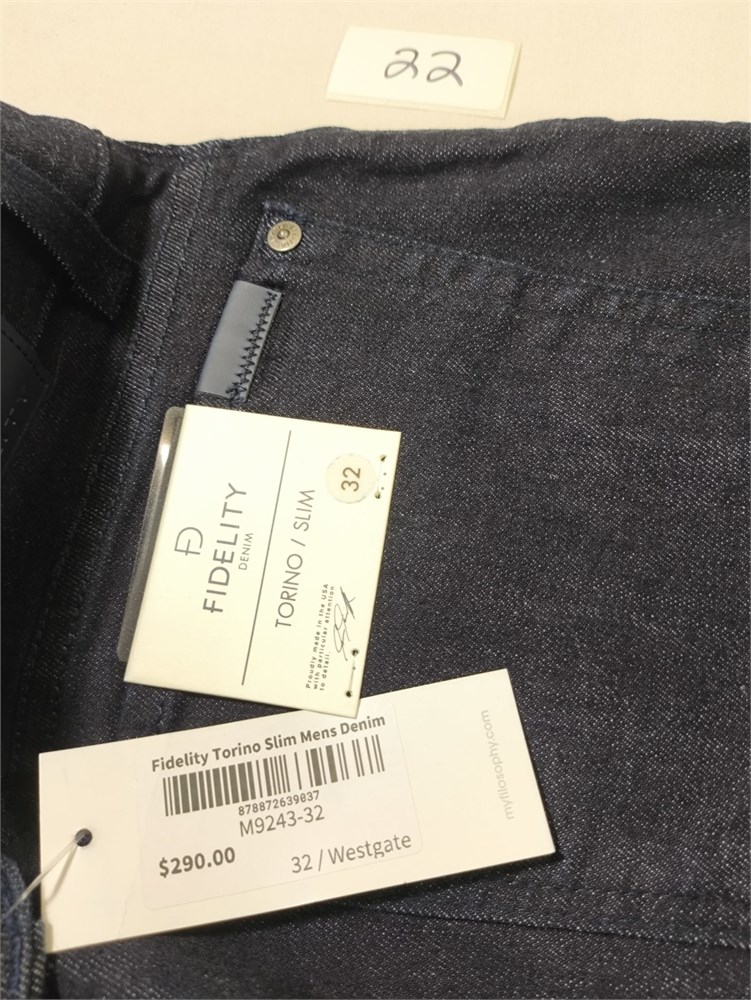 22
32
FIDELITY
DENIM
TORINO / SLIM
Proudly made in the USA
with particular attention
to detail.
Fidelity Torino Slim Mens Denim
878872639037
M9243-32
$290.00
32 / Westgate
myfilosophy.com